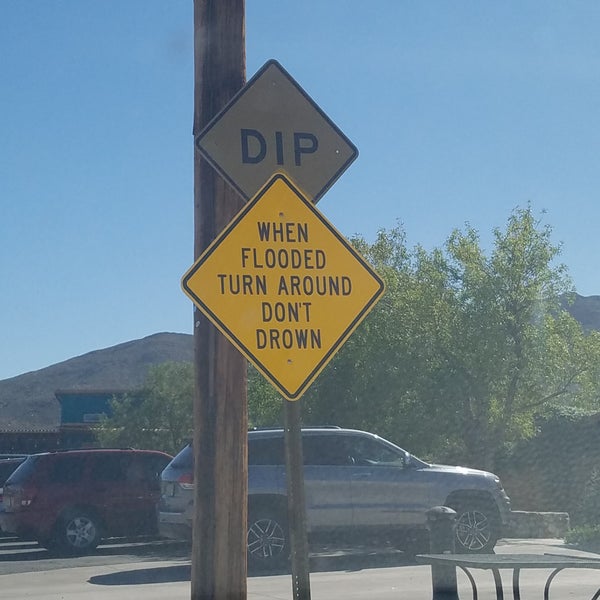 DIP
WHEN
FLOODED
TURN AROUND
DON'T
DROWN